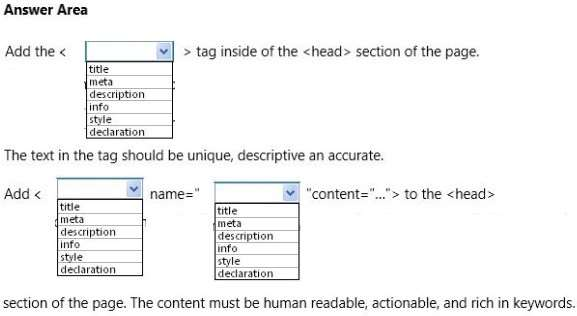 Answer Area
Add the < > tag inside of the <head> section of the page.
title
meta
description
info
style
declaration
The text in the tag should be unique, descriptive an accurate.
Add < name=" "content="..."> to the <head>
title
meta
description
info
style
declaration
title
meta
description
info
style
declaration
section of the page. The content must be human readable, actionable, and rich in keywords.